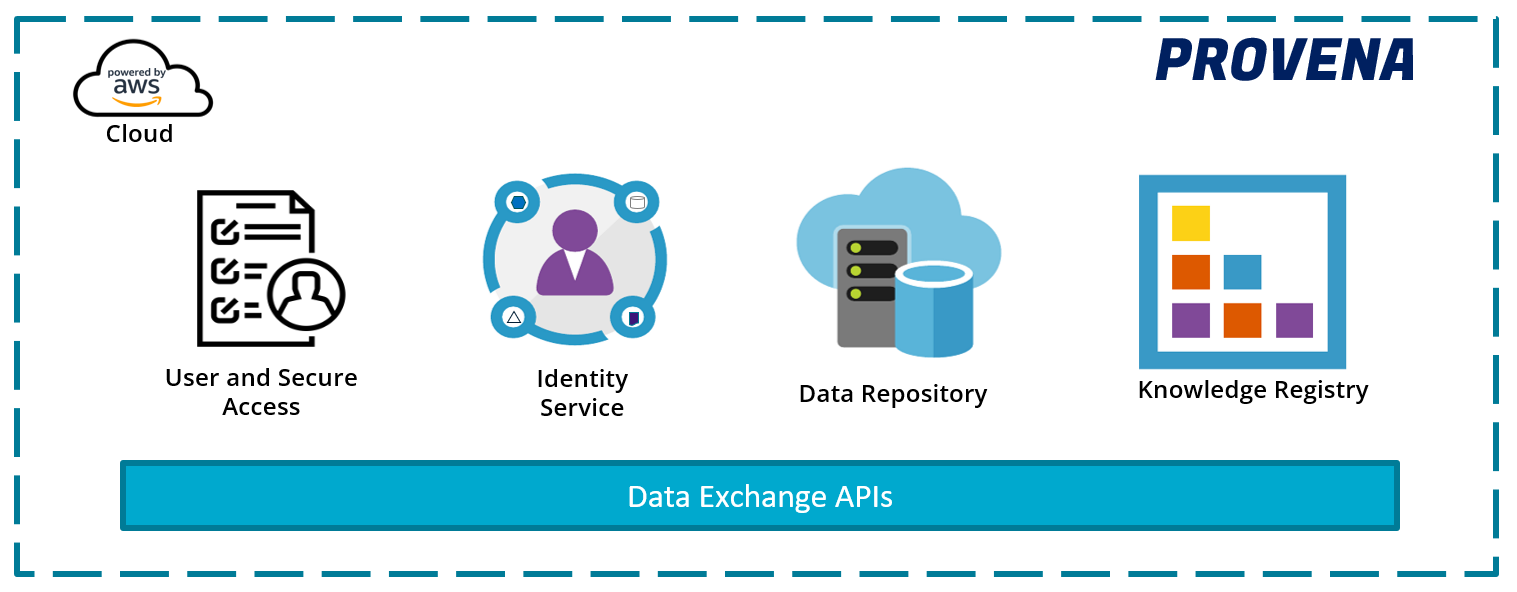 powered by
aws
Cloud
PROVENA
User and Secure
Access
Identity
Service
Data Repository
Knowledge Registry
Data Exchange APIs